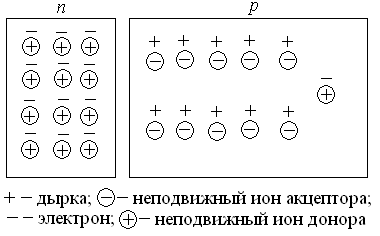 n p
+ – дырка; ⊖ – неподвижный ион акцептора;
– – электрон; ⊕ – неподвижный ион донора